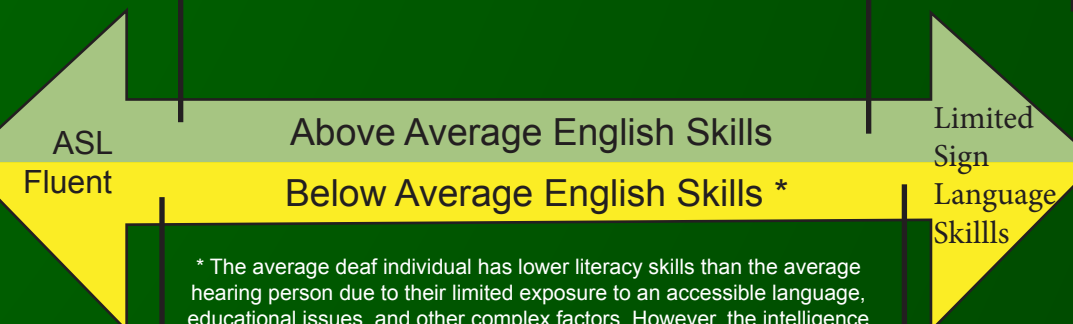 ASL
Fluent
Above Average English Skills
Below Average English Skills *
Limited
Sign
Language
Skillls
* The average deaf individual has lower literacy skills than the average
hearing person due to their limited exposure to an accessible language,
educational issues, and other complex factors. However, the intelligence